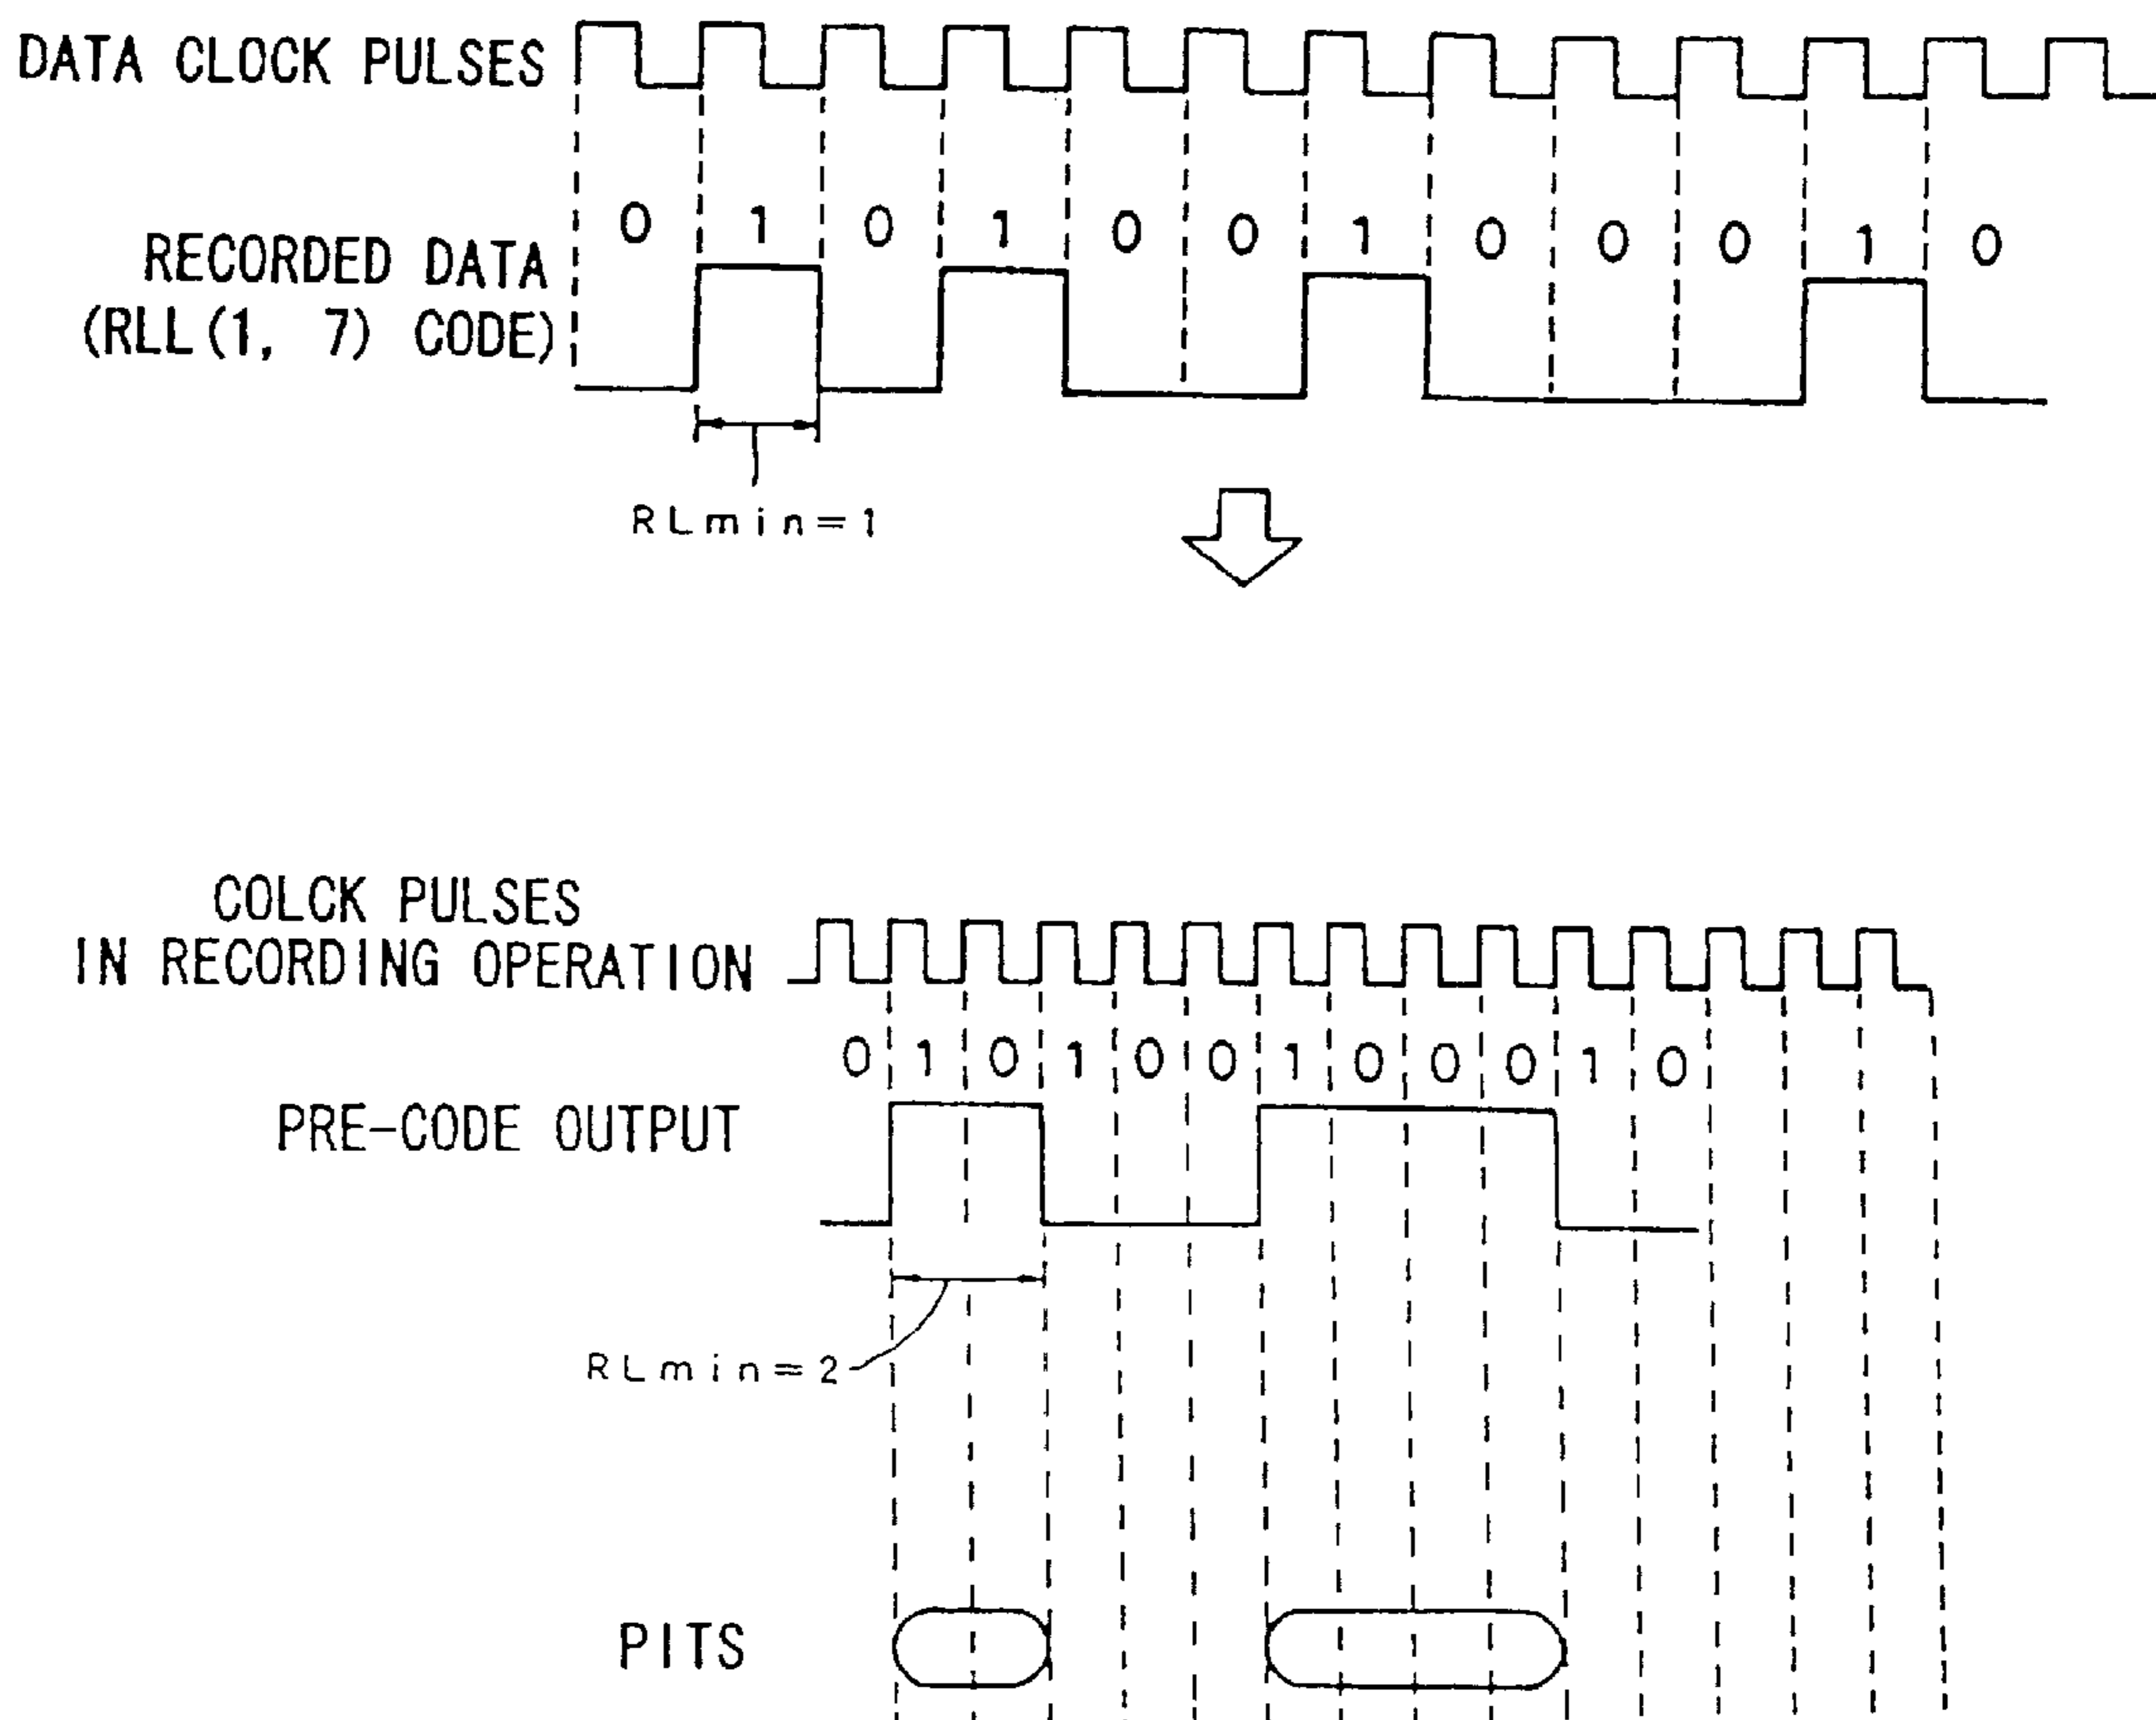 DATA CLOCK PULSES
0 1 0 1 0 0 1 0 0 0 1 0
RECORDED DATA
(RLL(1, 7) CODE)
RLmin=1
COLCK PULSES
IN RECORDING OPERATION
0 1 0 1 0 0 1 0 0 0 1 0
PRE-CODE OUTPUT
RLmin=2
PITS